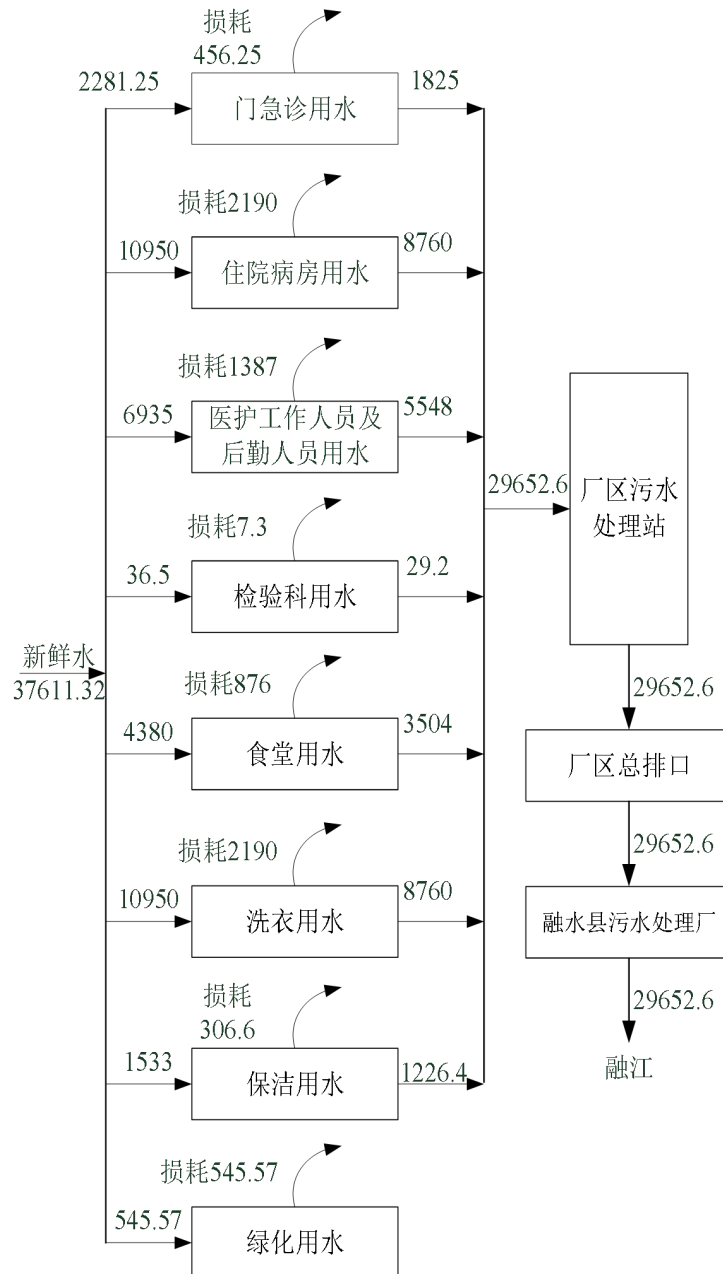 损耗
456.25
2281.25
门急诊用水
1825
损耗2190
10950
住院病房用水
8760
损耗1387
6935
医护工作人员及
后勤人员用水
5548
损耗7.3
36.5
检验科用水
29.2
新鲜水
37611.32
损耗876
4380
食堂用水
3504
损耗2190
10950
洗衣用水
8760
损耗
306.6
1533
保洁用水
1226.4
损耗545.57
545.57
绿化用水
29652.6
厂区污水
处理站
29652.6
厂区总排口
29652.6
融水县污水处理厂
29652.6
融江